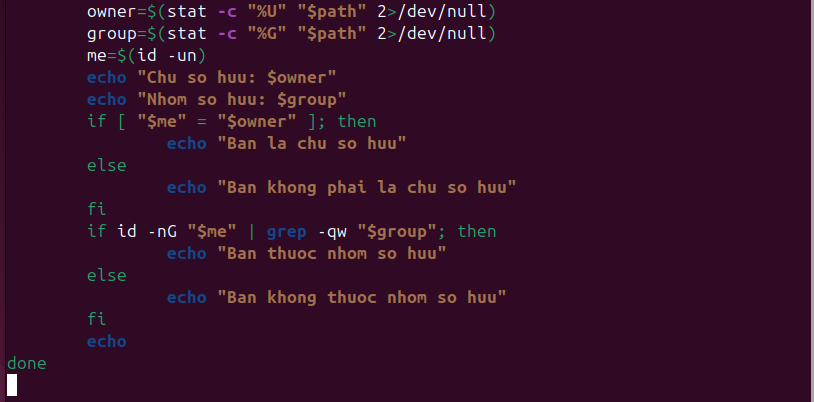 owner=$(stat -c "%U" "$path" 2>/dev/null)
group=$(stat -c "%G" "$path" 2>/dev/null)
me=$(id -un)
echo "Chu so huu: $owner"
echo "Nhom so huu: $group"
if [ "$me" = "$owner" ]; then
echo "Ban la chu so huu"
else
echo "Ban khong phai la chu so huu"
fi
if id -nG "$me" | grep -qw "$group"; then
echo "Ban thuoc nhom so huu"
else
echo "Ban khong thuoc nhom so huu"
fi
echo
done